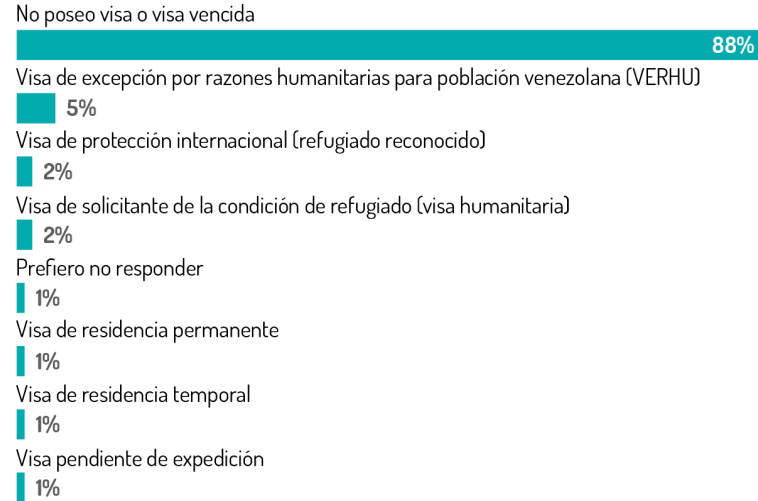 No poseo visa o visa vencida
88%
Visa de excepción por razones humanitarias para población venezolana (VERHU)
5%
Visa de protección internacional (refugiado reconocido)
2%
Visa de solicitante de la condición de refugiado (visa humanitaria)
2%
Prefiero no responder
1%
Visa de residencia permanente
1%
Visa de residencia temporal
1%
Visa pendiente de expedición
1%